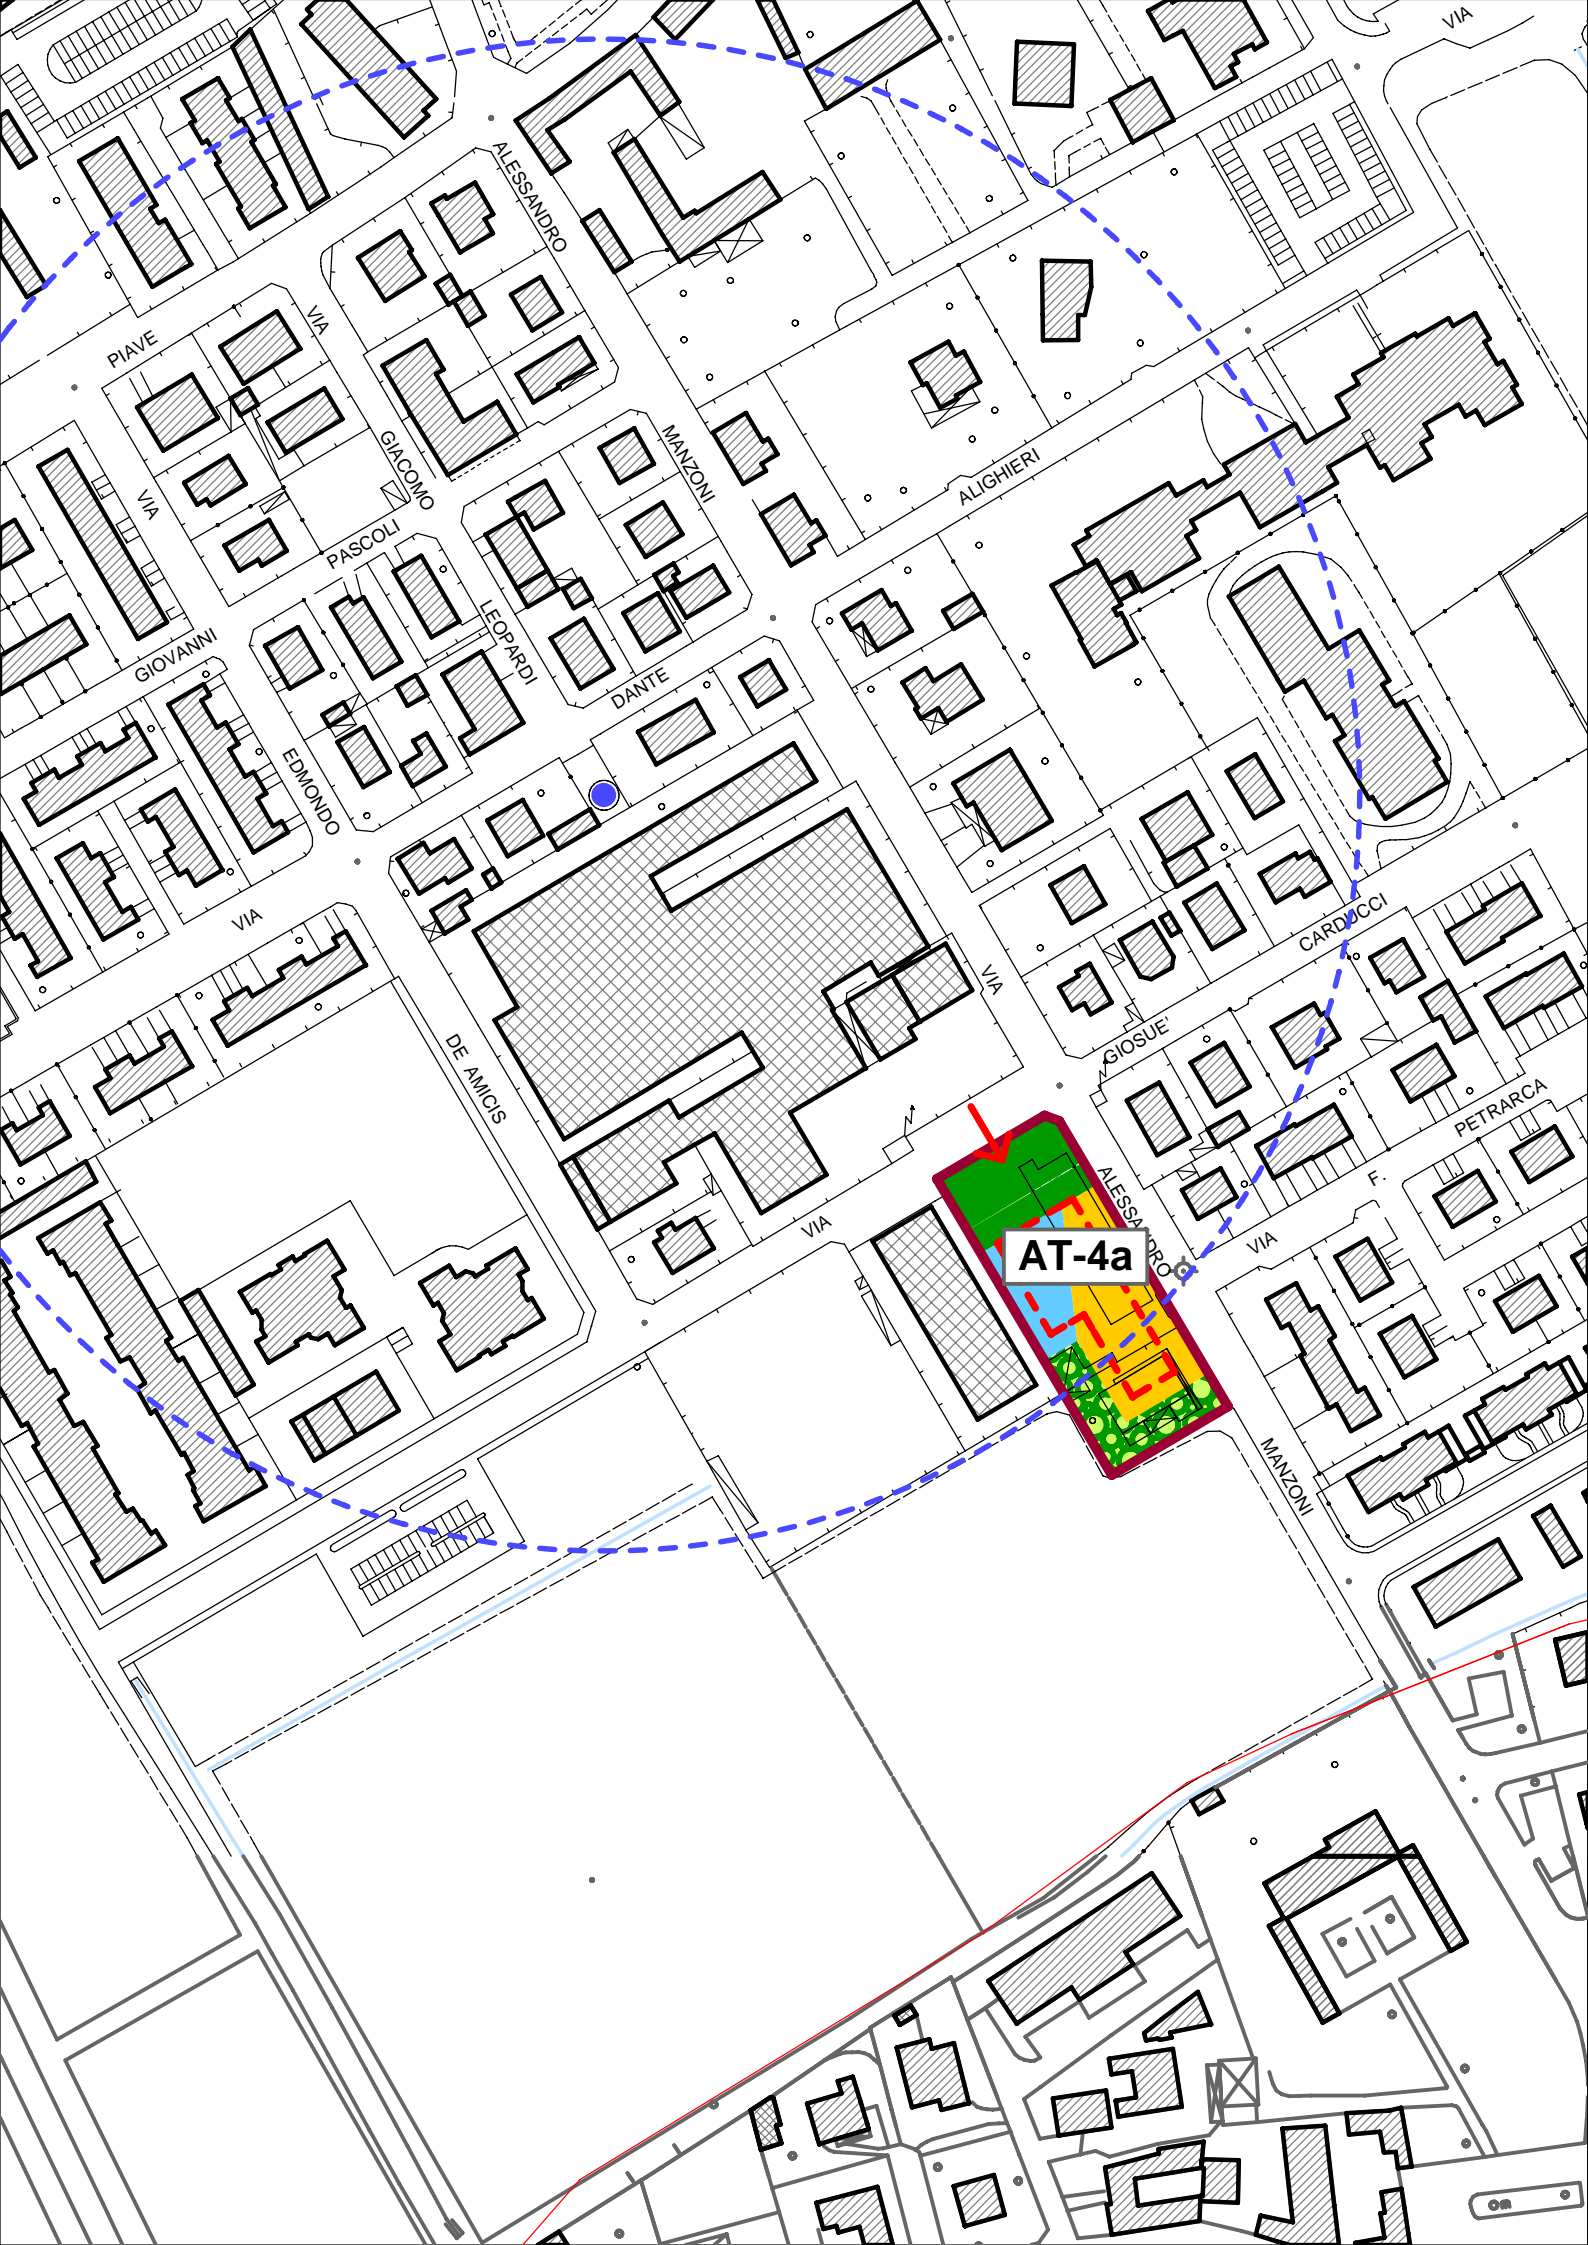 VIA
ALESSANDRO
PIAVE
VIA
GIACOMO
MANZONI
ALIGHIERI
VIA
PASCOLI
LEOPARDI
GIOVANNI
DANTE
EDMONDO
VIA
CARDUCCI
VIA
GIOSUE'
DE AMICIS
PETRARCA
F.
ALESSANDRO
VIA
VIA
AT-4a
MANZONI